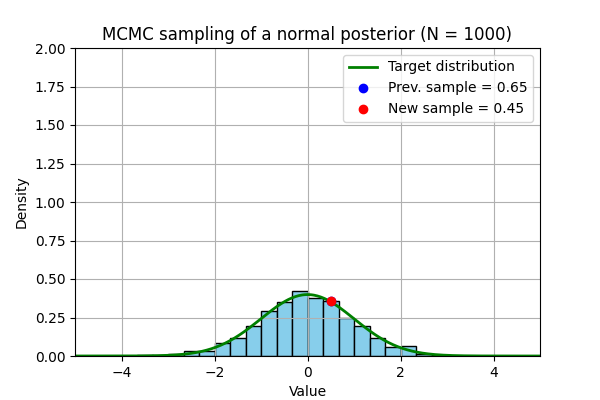 MCMC sampling of a normal posterior (N = 1000)
2.00
1.75
1.50
1.25
1.00
0.75
0.50
0.25
0.00
Density
Target distribution
Prev. sample = 0.65
New sample = 0.45
−4 −2 0 2 4
Value